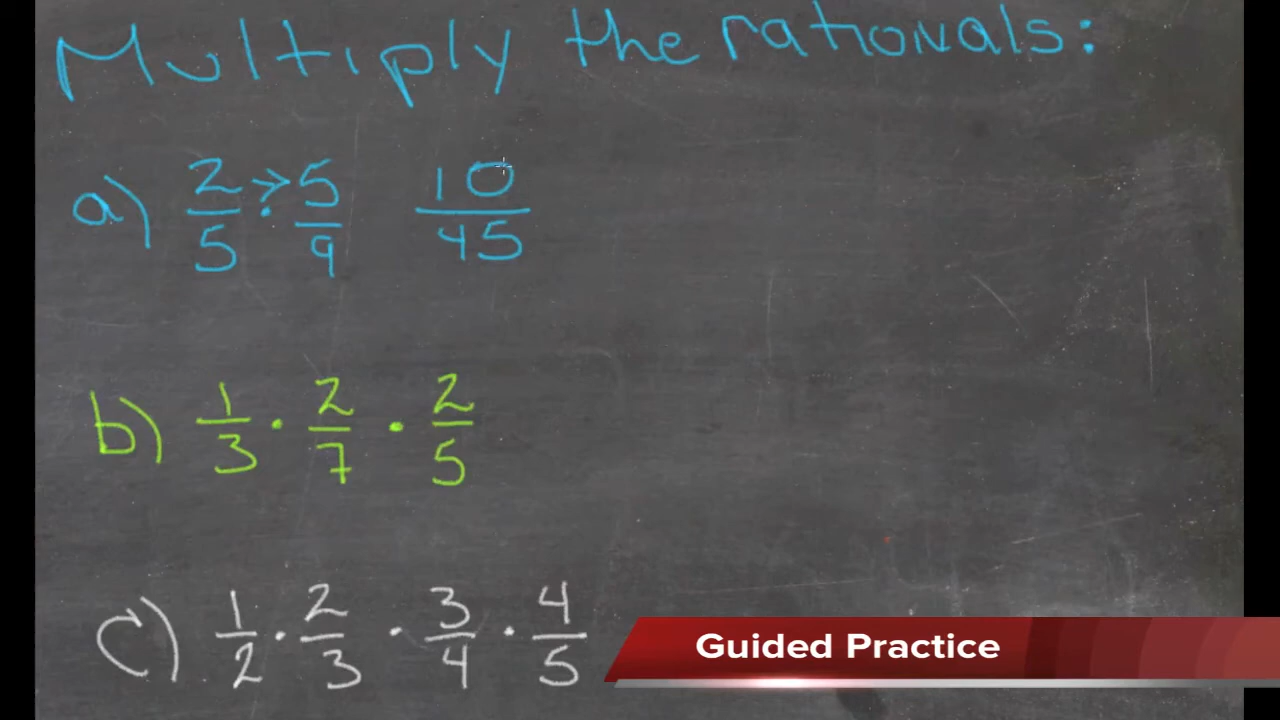 Multiply the rationals:
a) 2/5 · 5/9 10/45
b) 1/3 · 2/7 · 2/5
c) 1/2 · 2/3 · 3/4 · 4/5
Guided Practice